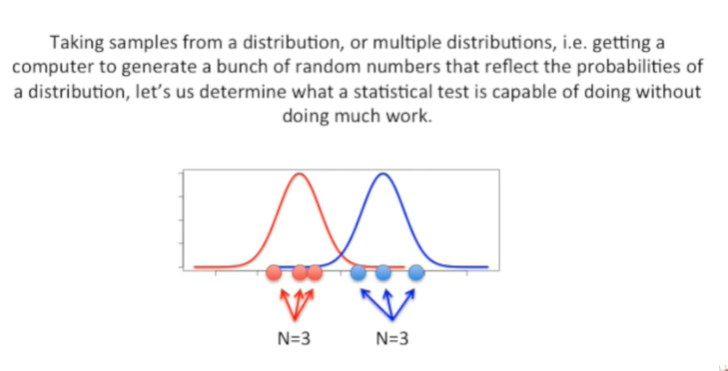 Taking samples from a distribution, or multiple distributions, i.e. getting a
computer to generate a bunch of random numbers that reflect the probabilities of
a distribution, let's us determine what a statistical test is capable of doing without
doing much work.
N=3 N=3